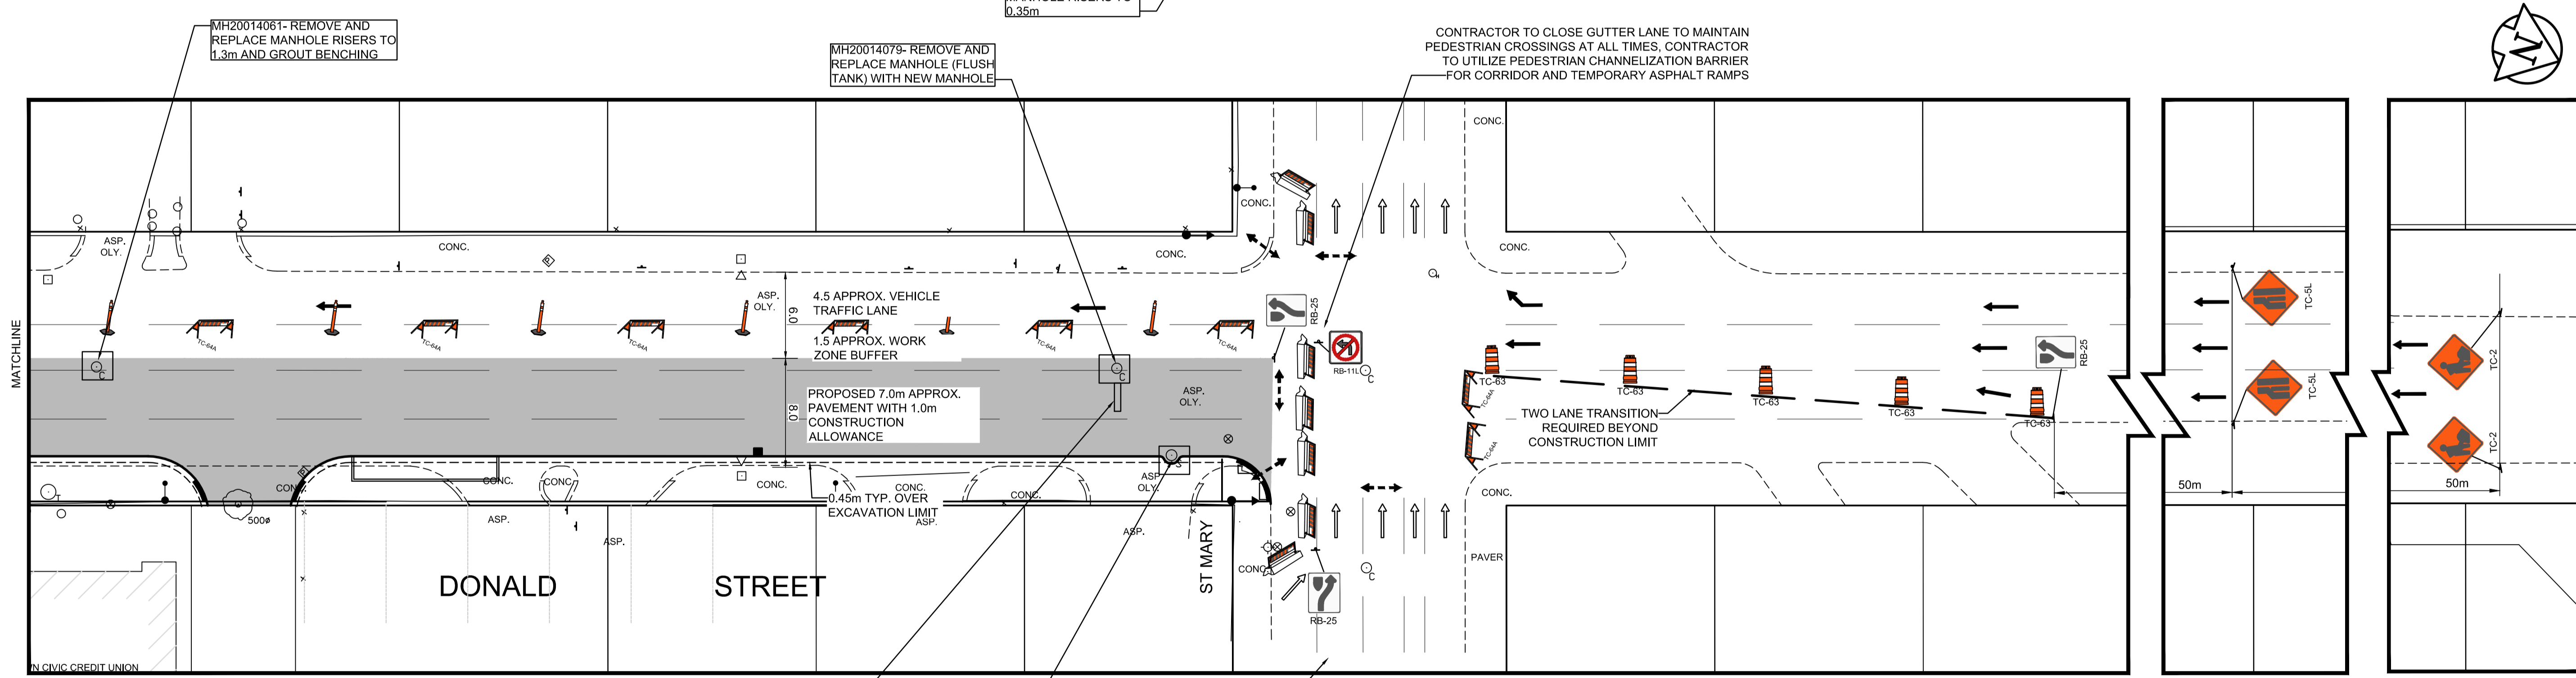 MANHOLE RISERS TO
0.35m
MH20014061- REMOVE AND
REPLACE MANHOLE RISERS TO
1.3m AND GROUT BENCHING
MH20014079- REMOVE AND
REPLACE MANHOLE (FLUSH
TANK) WITH NEW MANHOLE
CONTRACTOR TO CLOSE GUTTER LANE TO MAINTAIN
PEDESTRIAN CROSSINGS AT ALL TIMES, CONTRACTOR
TO UTILIZE PEDESTRIAN CHANNELIZATION BARRIER
FOR CORRIDOR AND TEMPORARY ASPHALT RAMPS
N
CONC.
CONC.
ASP.
OLY.
CONC.
CONC.
CONC.
MATCHLINE
TC-64A
TC-64A
TC-64A
TC-64A
TC-64A
ASP.
OLY.
6.0
4.5 APPROX. VEHICLE
TRAFFIC LANE
1.5 APPROX. WORK
ZONE BUFFER
RB-25
RB-11L
C
C
C
8.0
PROPOSED 7.0m APPROX.
PAVEMENT WITH 1.0m
CONSTRUCTION
ALLOWANCE
ASP.
OLY.
TC-64A
TC-64A
TC-63
TC-63
TC-63
TC-63
TC-63
TWO LANE TRANSITION
REQUIRED BEYOND
CONSTRUCTION LIMIT
RB-25
TC-5L
TC-5L
TC-2
TC-2
50m
50m
T
P
P
CONC.
500ø
CONC.
CONC.
CONC.
CONC.
CONC.
ASP.
OLY.
S
CONC.
0.45m TYP. OVER
EXCAVATION LIMIT
ASP.
ASP.
ASP.
ASP.
DONALD STREET
ST MARY
CONC.
C
PAVER
RB-25
N CIVIC CREDIT UNION